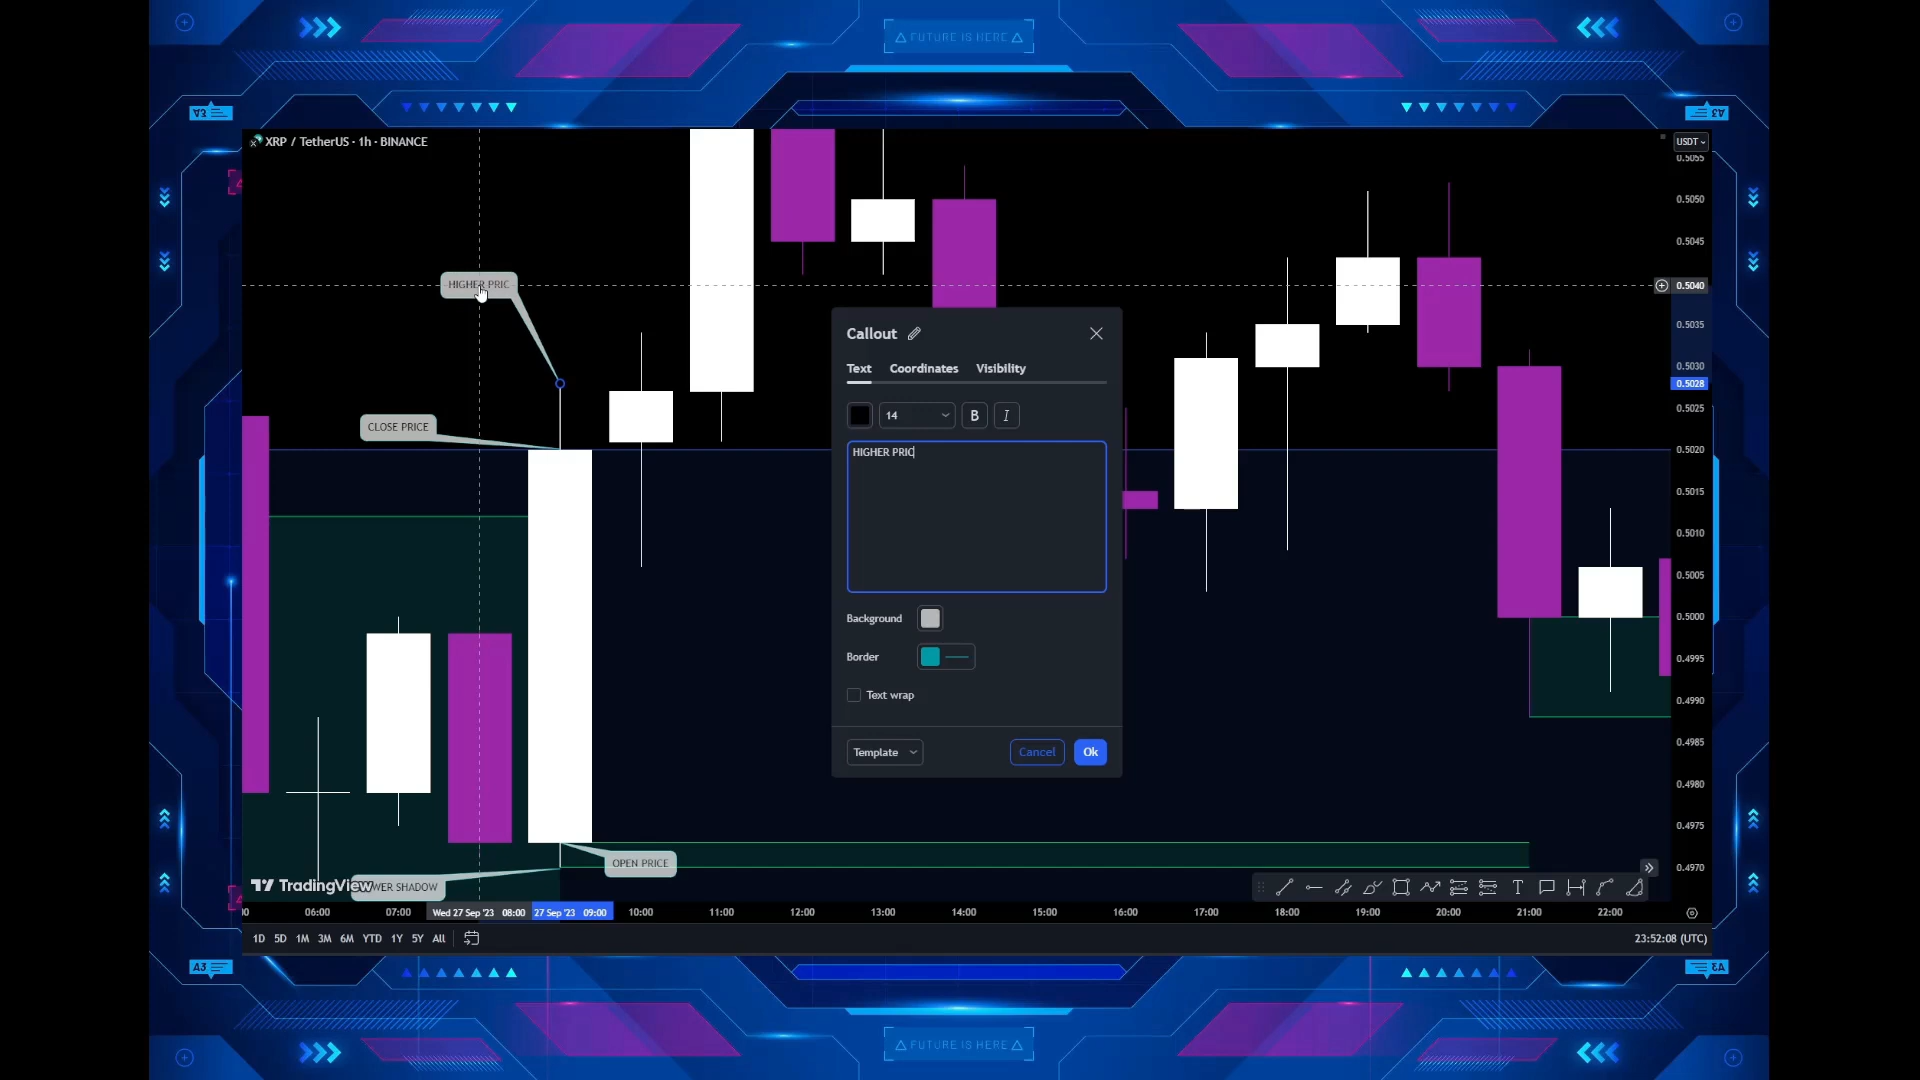 △ FUTURE IS HERE △
A3
A3
XRP / TetherUS · 1h · BINANCE
USDT
0.5055
0.5050
0.5045
HIGHER PRIC
0.5040
Callout
0.5035
Text Coordinates Visibility
0.5030
0.5028
14 B I
0.5025
CLOSE PRICE
HIGHER PRIC
0.5020
0.5015
0.5010
0.5005
Background
0.5000
Border
0.4995
Text wrap
0.4990
Template Cancel Ok
0.4985
0.4980
0.4975
OPEN PRICE
0.4970
TradingView
WER SHADOW
06:00 07:00 Wed 27 Sep '23 08:00 27 Sep '23 09:00 10:00 11:00 12:00 13:00 14:00 15:00 16:00 17:00 18:00 19:00 20:00 21:00 22:00
1D 5D 1M 3M 6M YTD 1Y 5Y All
23:52:08 (UTC)
A3
A3
△ FUTURE IS HERE △